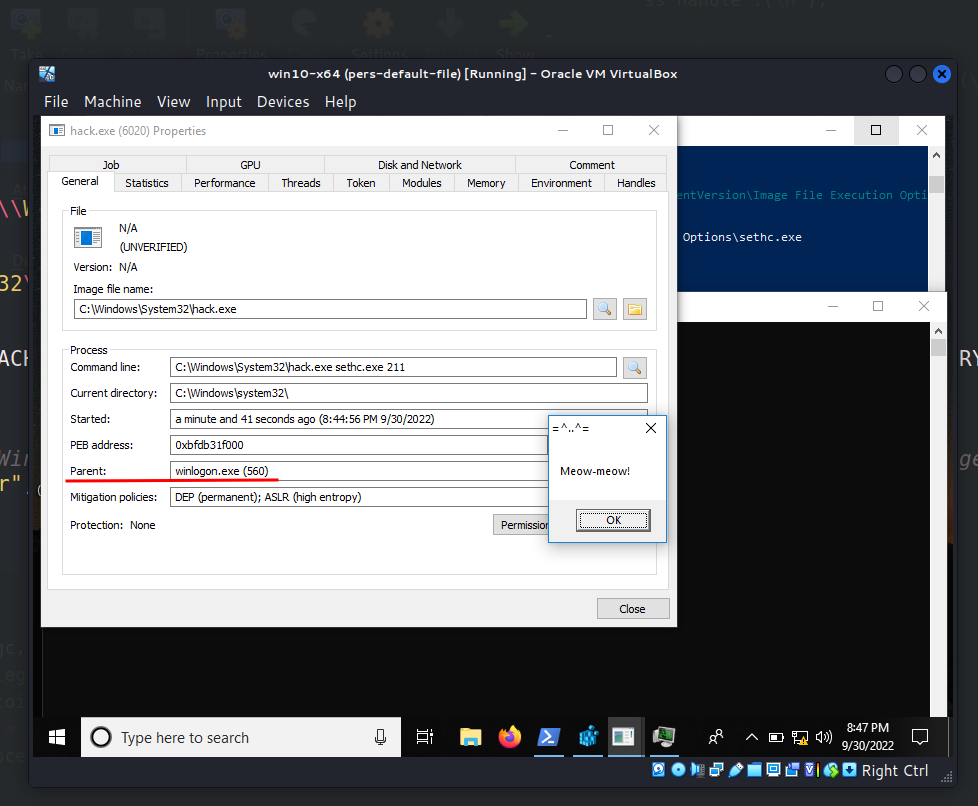 ss handle :(\n");
win10-x64 (pers-default-file) [Running] - Oracle VM VirtualBox
File Machine View Input Devices Help
hack.exe (6020) Properties
Job GPU Disk and Network Comment
General Statistics Performance Threads Token Modules Memory Environment Handles
File
N/A
(UNVERIFIED)
Version: N/A
Image file name:
C:\Windows\System32\hack.exe
Process
Command line: C:\Windows\System32\hack.exe sethc.exe 211
Current directory: C:\Windows\system32\
Started: a minute and 41 seconds ago (8:44:56 PM 9/30/2022)
PEB address: 0xbfdb31f000
Parent: winlogon.exe (560)
Mitigation policies: DEP (permanent); ASLR (high entropy)
Protection: None
Permission
Close
entVersion\Image File Execution Opti
Options\sethc.exe
=^..^=
Meow-meow!
OK
Type here to search
8:47 PM
9/30/2022
Right Ctrl